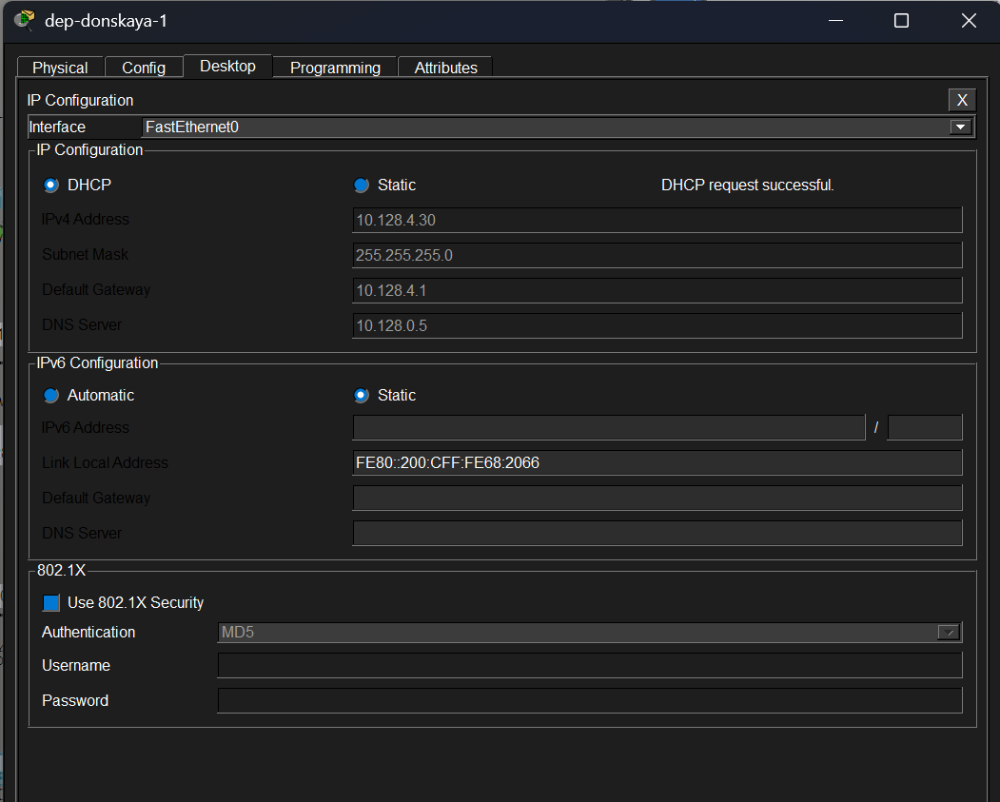 dep-donskaya-1
Physical Config Desktop Programming Attributes
IP Configuration X
Interface FastEthernet0
IP Configuration
DHCP Static DHCP request successful.
IPv4 Address 10.128.4.30
Subnet Mask 255.255.255.0
Default Gateway 10.128.4.1
DNS Server 10.128.0.5
IPv6 Configuration
Automatic Static
IPv6 Address /
Link Local Address FE80::200:CFF:FE68:2066
Default Gateway
DNS Server
802.1X
Use 802.1X Security
Authentication MD5
Username
Password